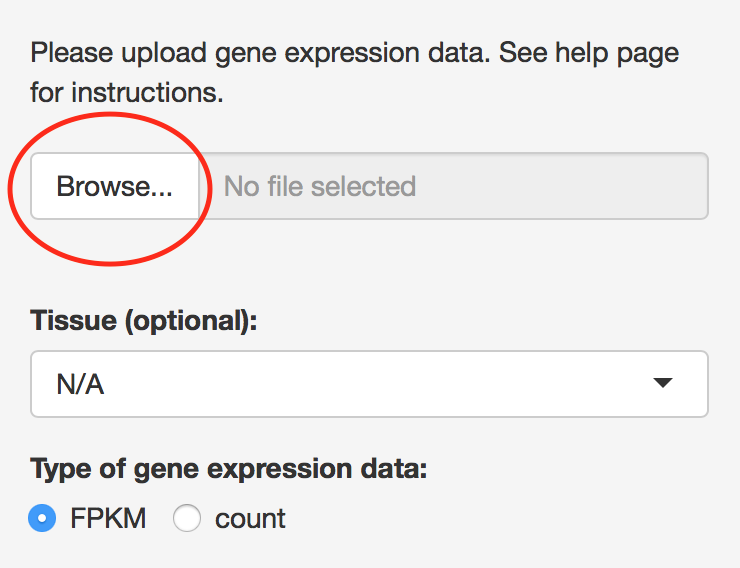 Please upload gene expression data. See help page
for instructions.
Browse...
No file selected
Tissue (optional):
N/A
Type of gene expression data:
FPKM count